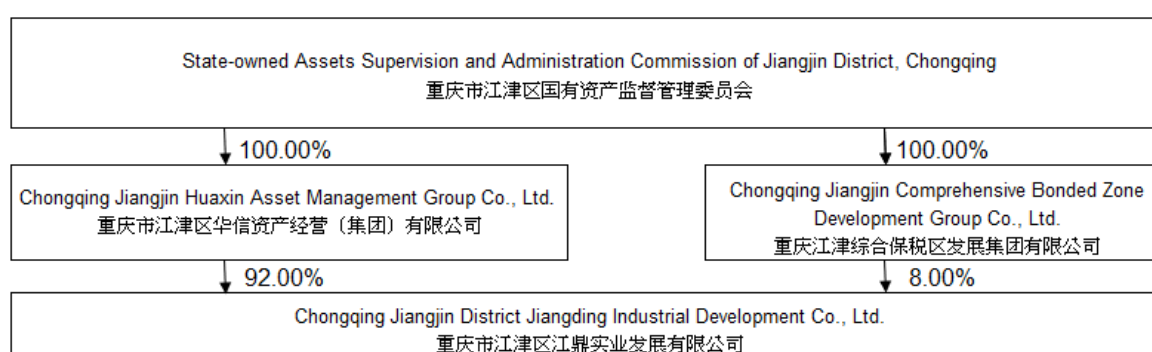 State-owned Assets Supervision and Administration Commission of Jiangjin District, Chongqing
重庆市江津区国有资产监督管理委员会
100.00%
100.00%
Chongqing Jiangjin Huaxin Asset Management Group Co., Ltd.
重庆市江津区华信资产经营（集团）有限公司
Chongqing Jiangjin Comprehensive Bonded Zone
Development Group Co., Ltd.
重庆江津综合保税区发展集团有限公司
92.00%
8.00%
Chongqing Jiangjin District Jiangding Industrial Development Co., Ltd.
重庆市江津区江鼎实业发展有限公司